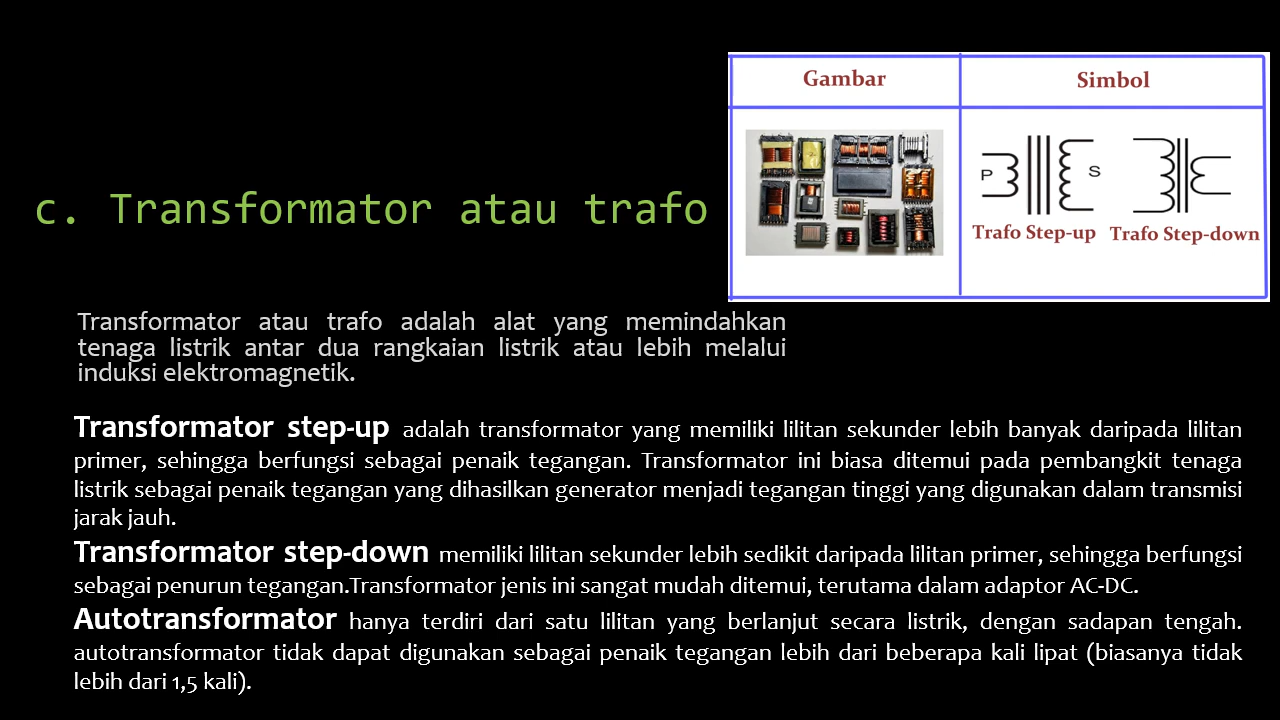 Gambar
Simbol
P
S
Trafo Step-up
Trafo Step-down
c. Transformator atau trafo
Transformator atau trafo adalah alat yang memindahkan
tenaga listrik antar dua rangkaian listrik atau lebih melalui
induksi elektromagnetik.
Transformator step-up adalah transformator yang memiliki lilitan sekunder lebih banyak daripada lilitan
primer, sehingga berfungsi sebagai penaik tegangan. Transformator ini biasa ditemui pada pembangkit tenaga
listrik sebagai penaik tegangan yang dihasilkan generator menjadi tegangan tinggi yang digunakan dalam transmisi
jarak jauh.
Transformator step-down memiliki lilitan sekunder lebih sedikit daripada lilitan primer, sehingga berfungsi
sebagai penurun tegangan.Transformator jenis ini sangat mudah ditemui, terutama dalam adaptor AC-DC.
Autotransformator hanya terdiri dari satu lilitan yang berlanjut secara listrik, dengan sadapan tengah.
autotransformator tidak dapat digunakan sebagai penaik tegangan lebih dari beberapa kali lipat (biasanya tidak
lebih dari 1,5 kali).